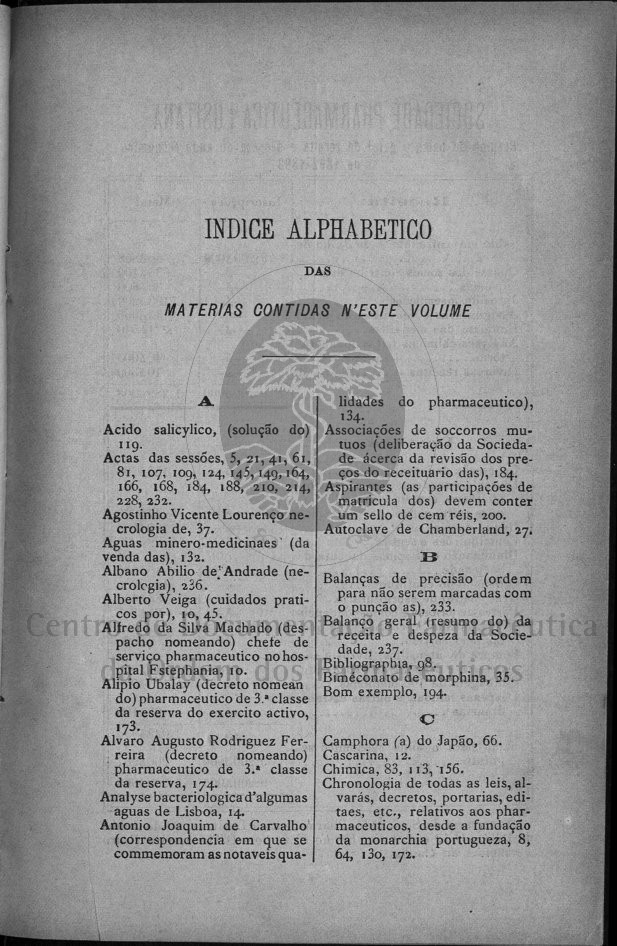 INDICE ALPHABETICO
DAS
MATERIAS CONTIDAS N'ESTE VOLUME
A
Acido salicylico, (solução do)
119.
Actas das sessões, 5, 21, 41, 61,
81, 107, 109, 124, 145, 149, 164,
166, 168, 184, 188, 210, 214,
228, 232.
Agostinho Vicente Lourenço ne-
crologia de, 37.
Aguas minero-medicinaes (da
venda das), 132.
Albano Abilio de Andrade (ne-
crologia), 236.
Alberto Veiga (cuidados prati-
cos por), 10, 45.
Alfredo da Silva Machado (des-
pacho nomeando) chefe de
serviço pharmaceutico no hos-
pital Estephania, 10.
Alipio Ubalay (decreto nomean
do) pharmaceutico de 3.ª classe
da reserva do exercito activo,
173.
Alvaro Augusto Rodriguez Fer-
reira (decreto nomeando)
pharmaceutico de 3.ª classe
da reserva, 174.
Analyse bacteriologica d'algumas
aguas de Lisboa, 14.
Antonio Joaquim de Carvalho
(correspondencia em que se
commemoram as notaveis qua-
lidades do pharmaceutico),
134.
Associações de soccorros mu-
tuos (deliberação da Socieda-
de ácerca da revisão dos pre-
ços do receituario das), 184.
Aspirantes (as participações de
matricula dos) devem conter
um sello de cem réis, 200.
Autoclave de Chamberland, 27.
B
Balanças de precisão (ordem
para não serem marcadas com
o punção as), 233.
Balanço geral (resumo do) da
receita e despeza da Socie-
dade, 237.
Bibliographia, 98.
Biméconato de morphina, 35.
Bom exemplo, 194.
C
Camphora (a) do Japão, 66.
Cascarina, 12.
Chimica, 83, 113, 156.
Chronologia de todas as leis, al-
varás, decretos, portarias, edi-
taes, etc., relativos aos phar-
maceuticos, desde a fundação
da monarchia portugueza, 8,
64, 130, 172.
Centro de Documentação Farmacêutica
da Ordem dos Farmacêuticos